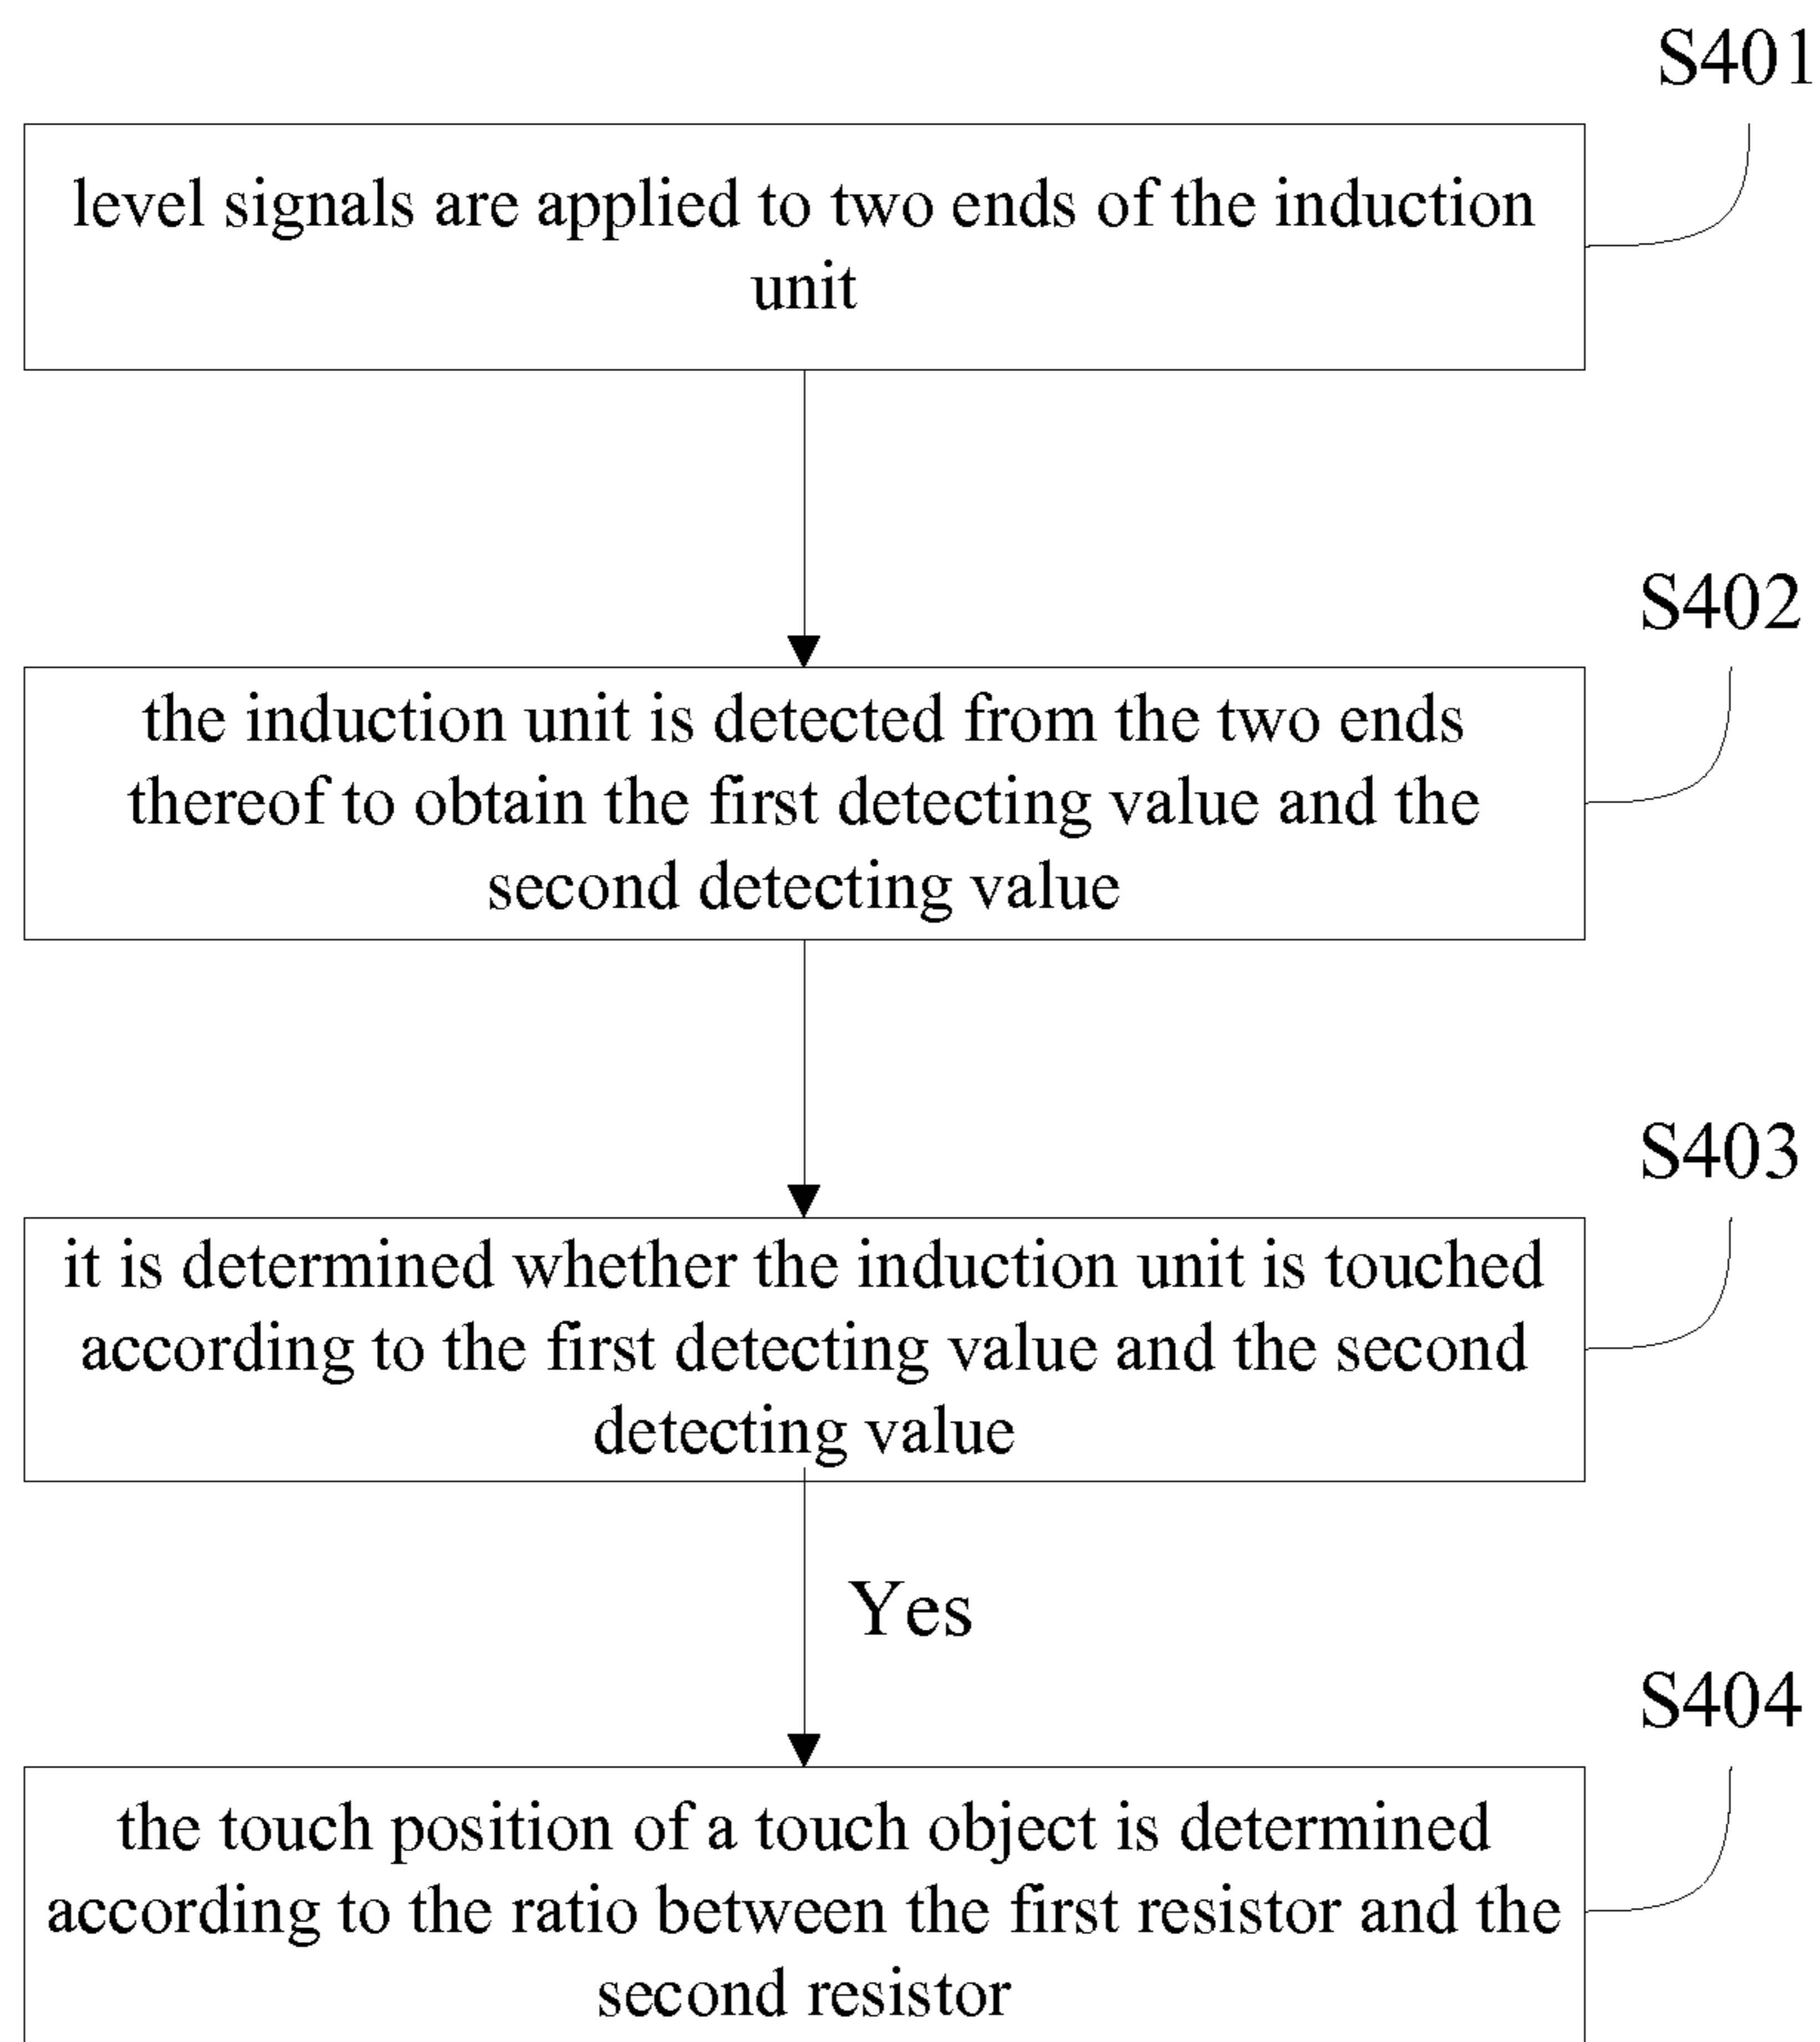 S401
level signals are applied to two ends of the induction
unit
S402
the induction unit is detected from the two ends
thereof to obtain the first detecting value and the
second detecting value
S403
it is determined whether the induction unit is touched
according to the first detecting value and the second
detecting value
Yes
S404
the touch position of a touch object is determined
according to the ratio between the first resistor and the
second resistor